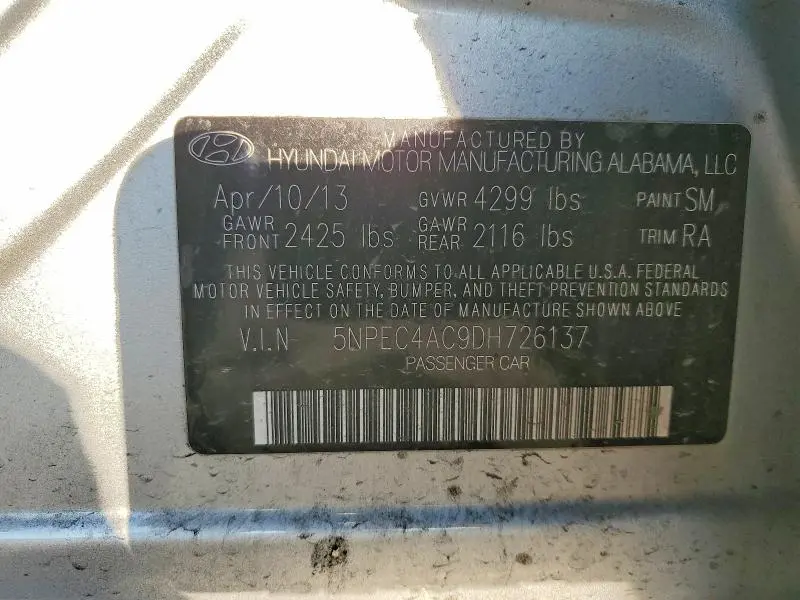 MANUFACTURED BY
HYUNDAI MOTOR MANUFACTURING ALABAMA, LLC
Apr/10/13 GVWR 4299 lbs PAINT SM
GAWR FRONT 2425 lbs GAWR REAR 2116 lbs TRIM RA
THIS VEHICLE CONFORMS TO ALL APPLICABLE U.S.A. FEDERAL
MOTOR VEHICLE SAFETY, BUMPER, AND THEFT PREVENTION STANDARDS
IN EFFECT ON THE DATE OF MANUFACTURE SHOWN ABOVE
V.I.N 5NPEC4AC9DH726137
PASSENGER CAR